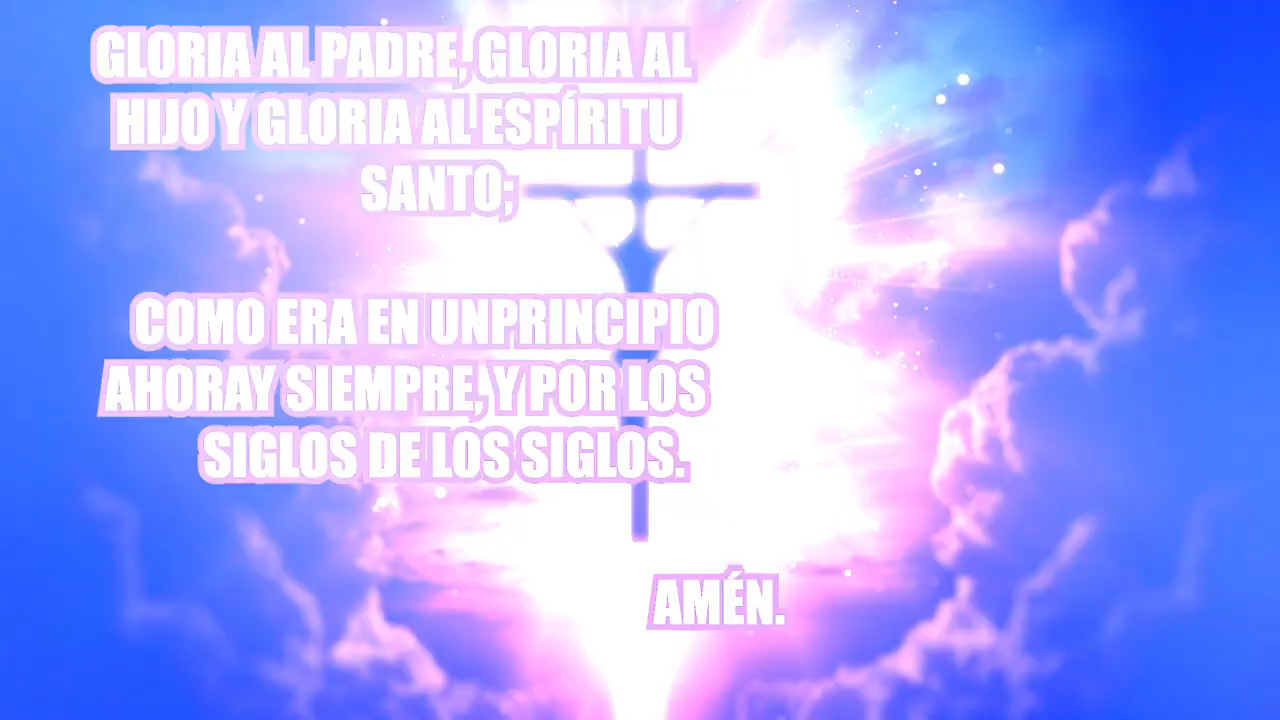 GLORIA AL PADRE, GLORIA AL
HIJO Y GLORIA AL ESPÍRITU
SANTO;
COMO ERA EN UNPRINCIPIO
AHORAY SIEMPRE, Y POR LOS
SIGLOS DE LOS SIGLOS.
AMÉN.